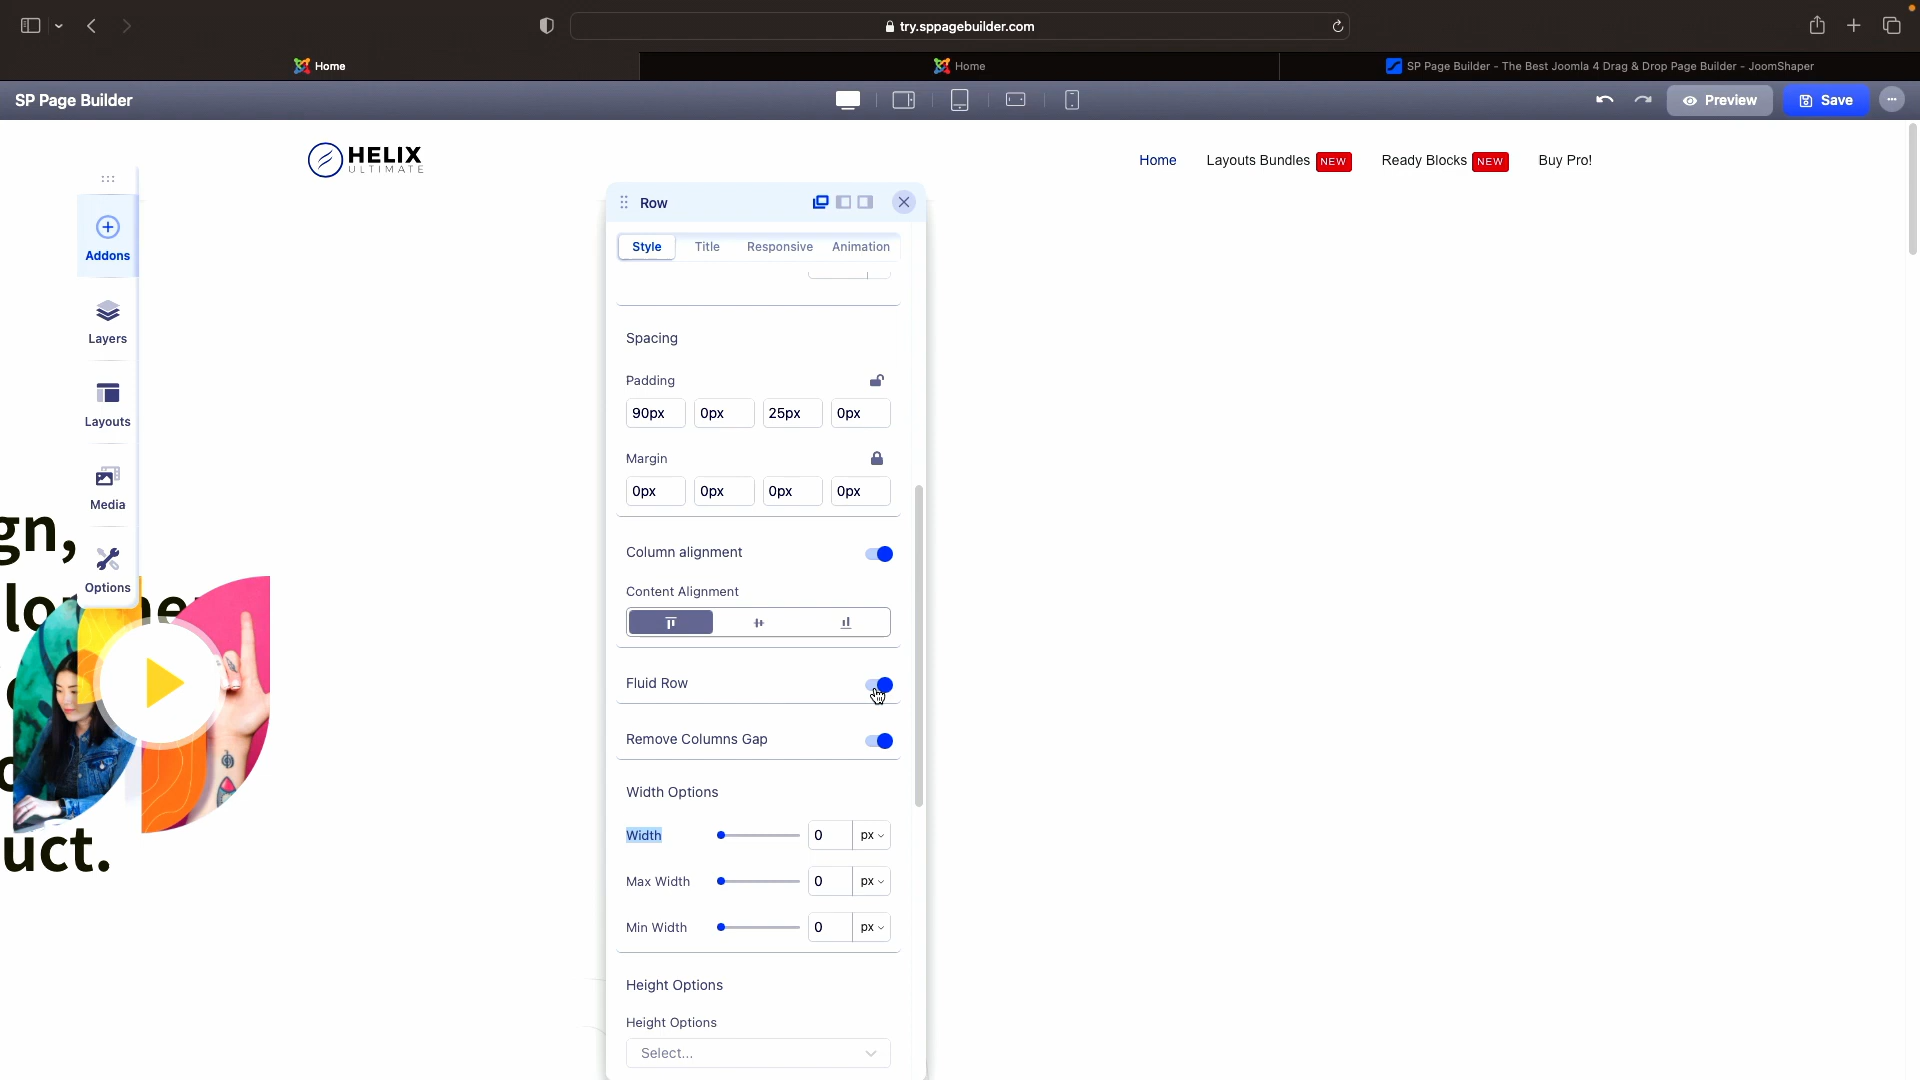 try.sppagebuilder.com
Home
Home
SP Page Builder - The Best Joomla 4 Drag & Drop Page Builder - JoomShaper
SP Page Builder
Preview
Save
HELIX
ULTIMATE
Home
Layouts Bundles NEW
Ready Blocks NEW
Buy Pro!
Addons
Layers
Layouts
Media
Options
gn,
uct.
Row
Style
Title
Responsive
Animation
Spacing
Padding
90px
0px
25px
0px
Margin
0px
0px
0px
0px
Column alignment
Content Alignment
Fluid Row
Remove Columns Gap
Width Options
Width
0
px
Max Width
0
px
Min Width
0
px
Height Options
Height Options
Select...